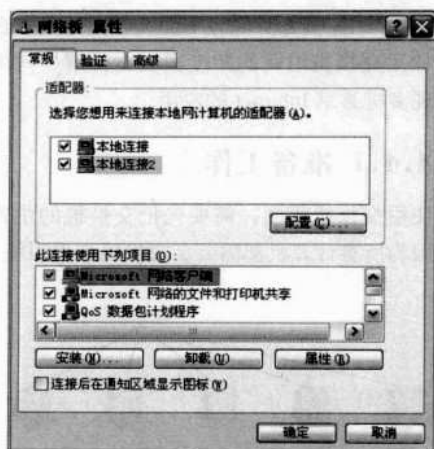 网络桥 属性
常规 验证 高级
适配器:
选择您想用来连接本地网计算机的适配器(A)。
本地连接
本地连接2
配置(C)...
此连接使用下列项目(O):
Microsoft 网络客户端
Microsoft 网络的文件和打印机共享
QoS 数据包计划程序
安装(N)... 卸载(U) 属性(R)
连接后在通知区域显示图标(W)
确定 取消